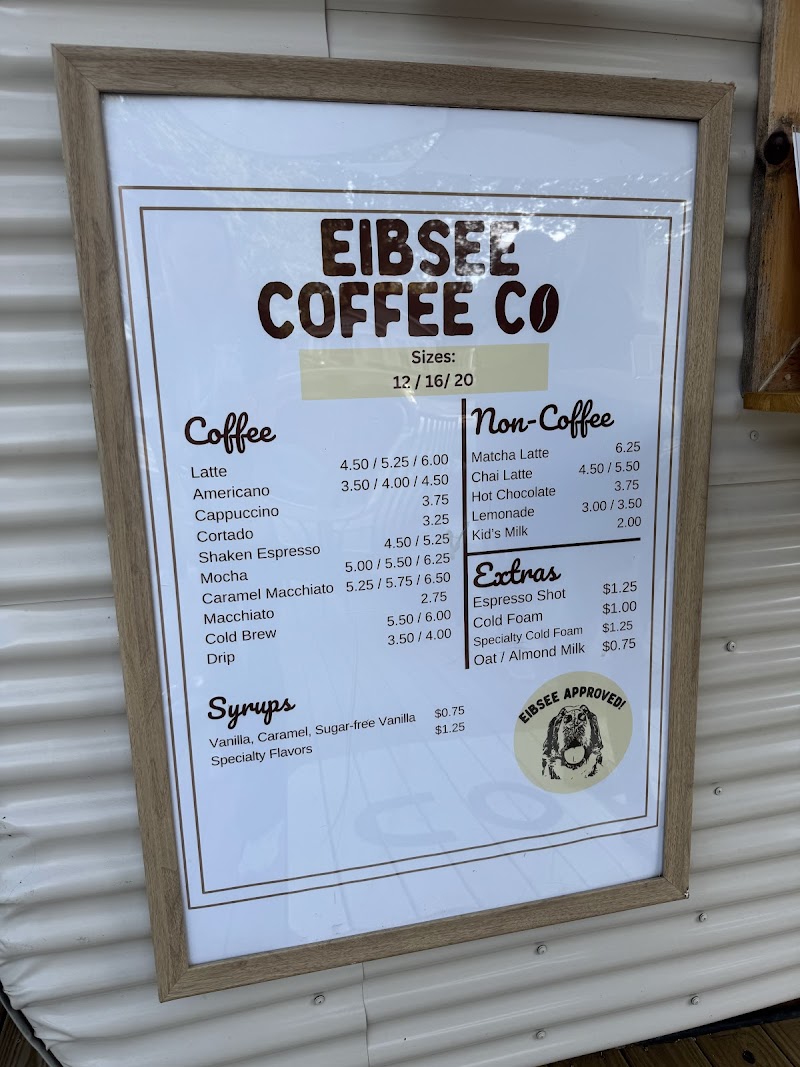 EIBSEE
COFFEE CO
Sizes:
12 / 16/ 20
Coffee
Latte 4.50 / 5.25 / 6.00
Americano 3.50 / 4.00 / 4.50
Cappuccino 3.75
Cortado 3.25
Shaken Espresso 4.50 / 5.25
Mocha 5.00 / 5.50 / 6.25
Caramel Macchiato 5.25 / 5.75 / 6.50
Macchiato 2.75
Cold Brew 5.50 / 6.00
Drip 3.50 / 4.00
Non-Coffee
Matcha Latte 6.25
Chai Latte 4.50 / 5.50
Hot Chocolate 3.75
Lemonade 3.00 / 3.50
Kid's Milk 2.00
Extras
Espresso Shot $1.25
Cold Foam $1.00
Specialty Cold Foam $1.25
Oat / Almond Milk $0.75
Syrups
Vanilla, Caramel, Sugar-free Vanilla $0.75
Specialty Flavors $1.25
EIBSEE APPROVED!